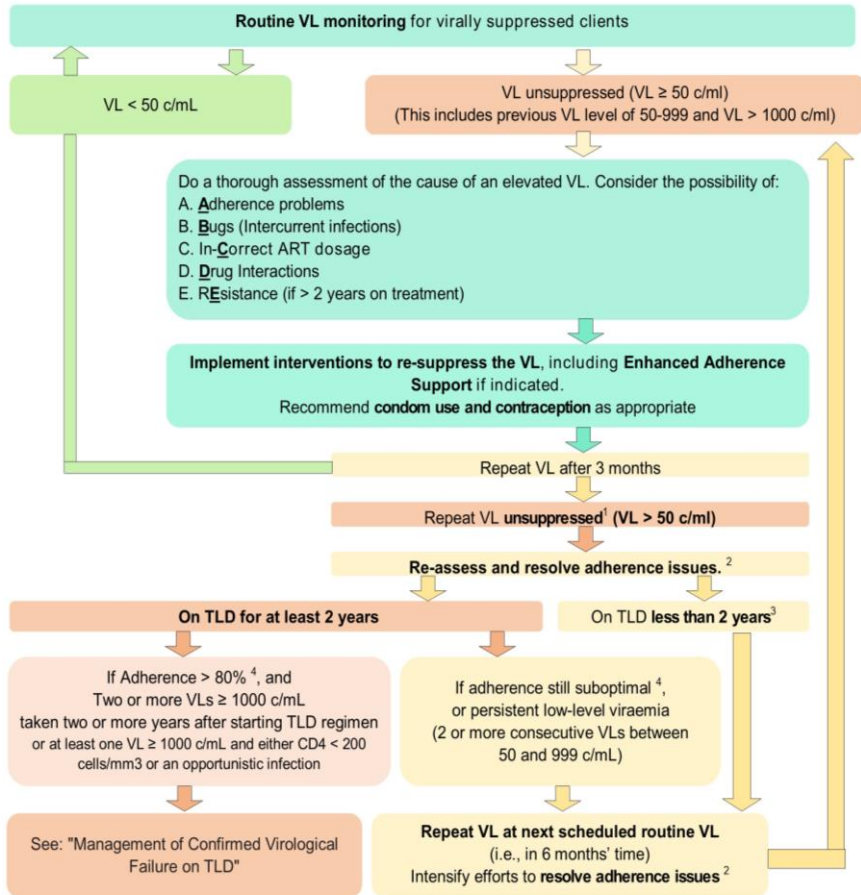 Routine VL monitoring for virally suppressed clients
VL < 50 c/mL
VL unsuppressed (VL ≥ 50 c/ml)
(This includes previous VL level of 50-999 and VL > 1000 c/ml)
Do a thorough assessment of the cause of an elevated VL. Consider the possibility of:
A. Adherence problems
B. Bugs (Intercurrent infections)
C. In-Correct ART dosage
D. Drug Interactions
E. REsistance (if > 2 years on treatment)
Implement interventions to re-suppress the VL, including Enhanced Adherence
Support if indicated.
Recommend condom use and contraception as appropriate
Repeat VL after 3 months
Repeat VL unsuppressed¹ (VL > 50 c/ml)
Re-assess and resolve adherence issues. ²
On TLD for at least 2 years
On TLD less than 2 years³
If Adherence > 80% ⁴, and
Two or more VLs ≥ 1000 c/mL
taken two or more years after starting TLD regimen
or at least one VL ≥ 1000 c/mL and either CD4 < 200
cells/mm3 or an opportunistic infection
If adherence still suboptimal ⁴,
or persistent low-level viraemia
(2 or more consecutive VLs between
50 and 999 c/mL)
See: "Management of Confirmed Virological
Failure on TLD"
Repeat VL at next scheduled routine VL
(i.e., in 6 months' time)
Intensify efforts to resolve adherence issues ²